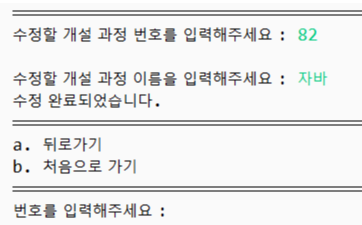 수정할 개설 과정 번호를 입력해주세요 : 82
수정할 개설 과정 이름을 입력해주세요 : 자바
수정 완료되었습니다.
a. 뒤로가기
b. 처음으로 가기
번호를 입력해주세요 :